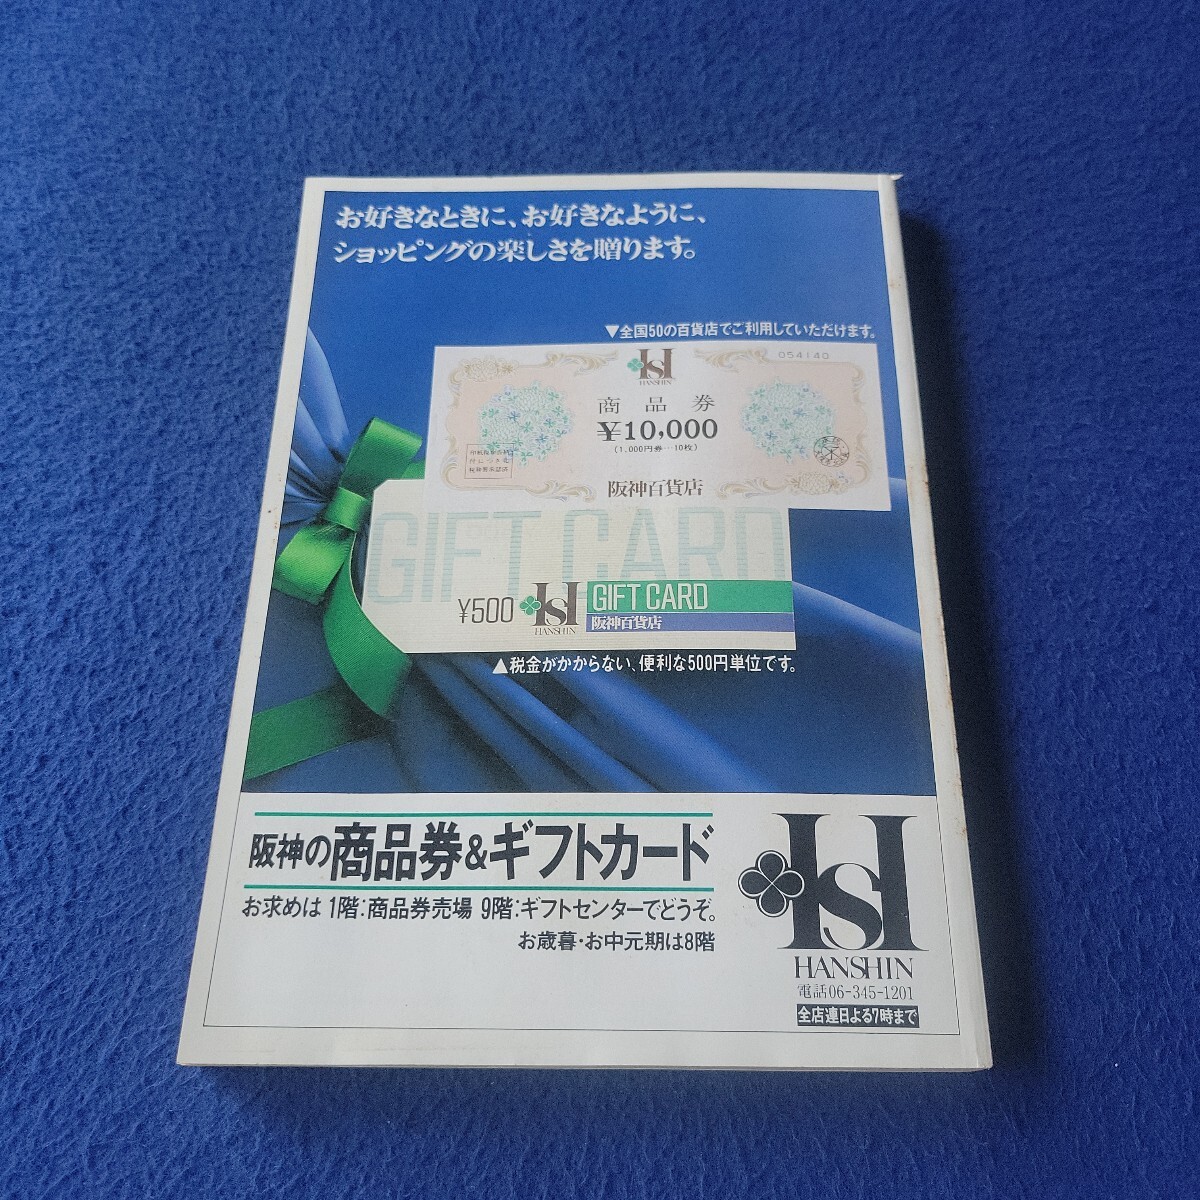 お好きなときに、お好きなように、
ショッピングの楽しさを贈ります。
▼全国50の百貨店でご利用していただけます。
HSI
HANSHIN
054140
商品券
¥10,000
(1,000円券…10枚)
阪神百貨店
GIFT CARD
¥500
HSI
HANSHIN
GIFT CARD
阪神百貨店
▲税金がかからない、便利な500円単位です。
阪神の商品券&ギフトカード
お求めは 1階:商品券売場 9階:ギフトセンターでどうぞ。
お歳暮・お中元期は8階
HSI
HANSHIN
電話06-345-1201
全店連日よる7時まで